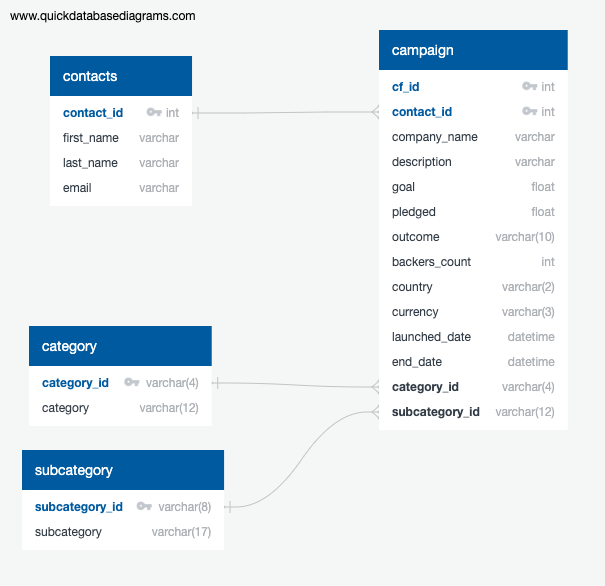 www.quickdatabasediagrams.com
contacts
contact_id int
first_name varchar
last_name varchar
email varchar
campaign
cf_id int
contact_id int
company_name varchar
description varchar
goal float
pledged float
outcome varchar(10)
backers_count int
country varchar(2)
currency varchar(3)
launched_date datetime
end_date datetime
category_id varchar(4)
subcategory_id varchar(12)
category
category_id varchar(4)
category varchar(12)
subcategory
subcategory_id varchar(8)
subcategory varchar(17)